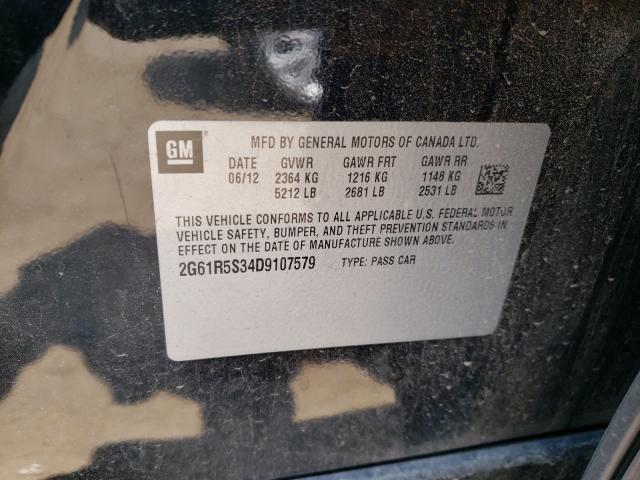 GM
MFD BY GENERAL MOTORS OF CANADA LTD.
DATE GVWR GAWR FRT GAWR RR
06/12 2364 KG 1216 KG 1148 KG
5212 LB 2681 LB 2531 LB
THIS VEHICLE CONFORMS TO ALL APPLICABLE U.S. FEDERAL MOTOR
VEHICLE SAFETY, BUMPER, AND THEFT PREVENTION STANDARDS IN
EFFECT ON THE DATE OF MANUFACTURE SHOWN ABOVE.
2G61R5S34D9107579 TYPE: PASS CAR